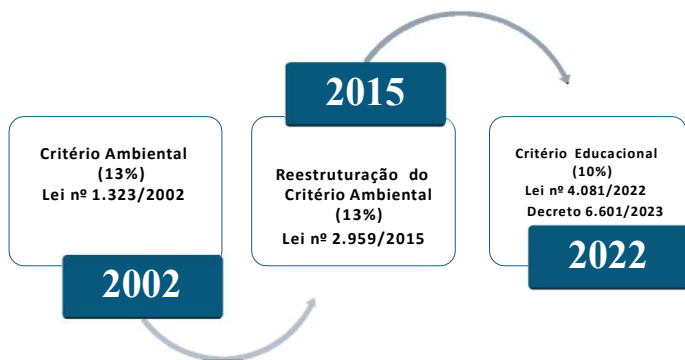 Critério Ambiental
(13%)
Lei nº 1.323/2002
2002
2015
Reestruturação do
Critério Ambiental
(13%)
Lei nº 2.959/2015
Critério Educacional
(10%)
Lei nº 4.081/2022
Decreto 6.601/2023
2022